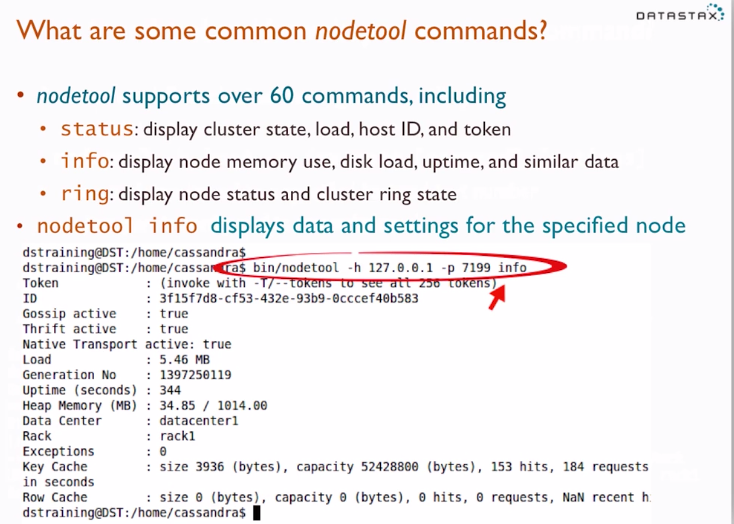 DATASTAX
What are some common nodetool commands?
• nodetool supports over 60 commands, including
• status: display cluster state, load, host ID, and token
• info: display node memory use, disk load, uptime, and similar data
• ring: display node status and cluster ring state
• nodetool info displays data and settings for the specified node
dstraining@DST:/home/cassandra$
dstraining@DST:/home/cassandra$ bin/nodetool -h 127.0.0.1 -p 7199 info
Token : (invoke with -T/--tokens to see all 256 tokens)
ID : 3f15f7d8-cf53-432e-93b9-0cccef40b583
Gossip active : true
Thrift active : true
Native Transport active: true
Load : 5.46 MB
Generation No : 1397250119
Uptime (seconds) : 344
Heap Memory (MB) : 34.85 / 1014.00
Data Center : datacenter1
Rack : rack1
Exceptions : 0
Key Cache : size 3936 (bytes), capacity 52428800 (bytes), 153 hits, 184 requests
in seconds
Row Cache : size 0 (bytes), capacity 0 (bytes), 0 hits, 0 requests, NaN recent h
dstraining@DST:/home/cassandra$